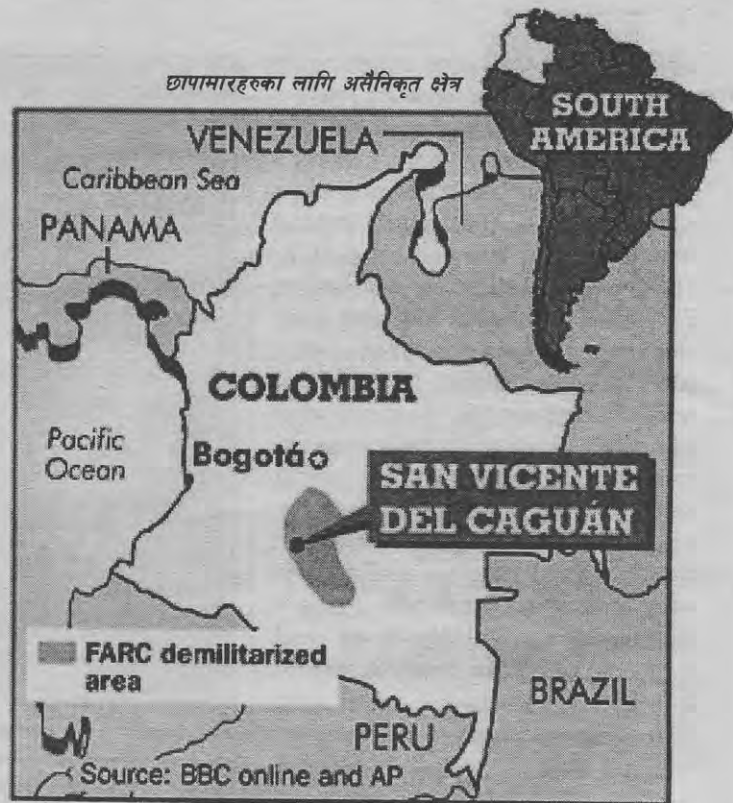 छापामारहरुका लागि असैनिकृत क्षेत्र
SOUTH
AMERICA
VENEZUELA
Caribbean Sea
PANAMA
COLOMBIA
Pacific
Ocean
Bogotá
SAN VICENTE
DEL CAGUÁN
FARC demilitarized
area
BRAZIL
PERU
Source: BBC online and AP